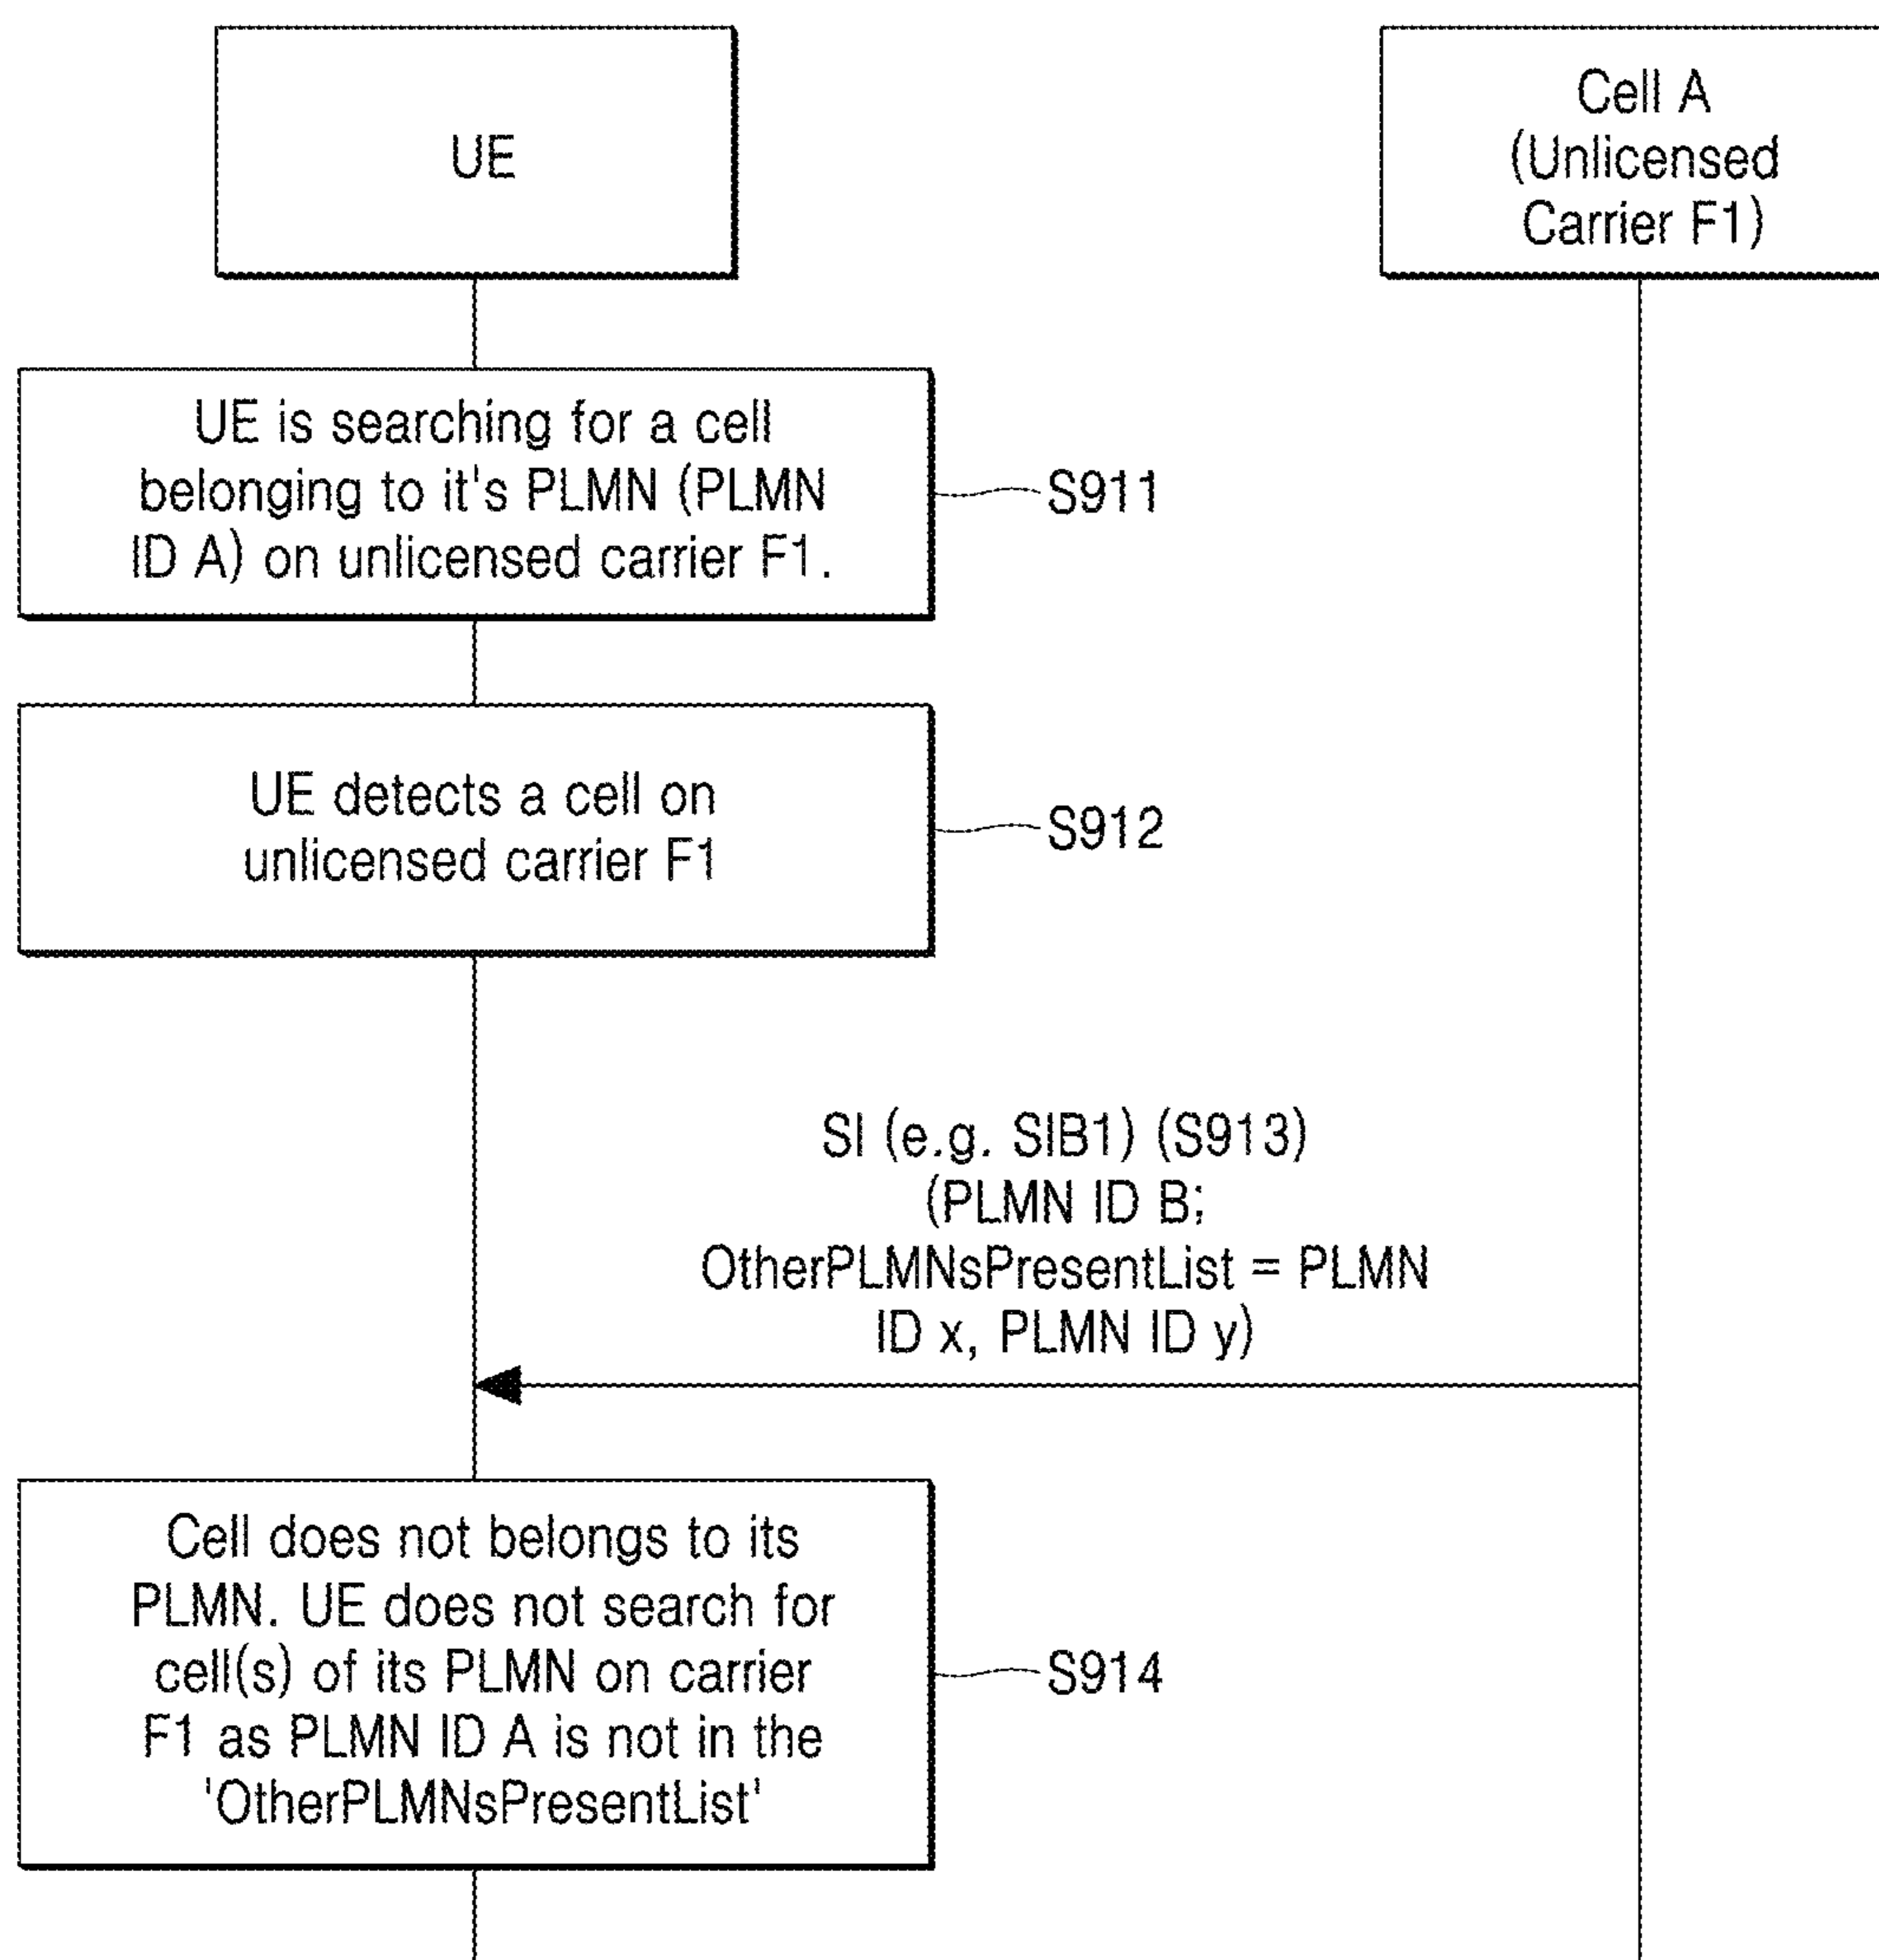 UE
Cell A
(Unlicensed
Carrier F1)
UE is searching for a cell
belonging to it's PLMN (PLMN
ID A) on unlicensed carrier F1.
S911
UE detects a cell on
unlicensed carrier F1
S912
SI (e.g. SIB1) (S913)
(PLMN ID B;
OtherPLMNsPresentList = PLMN
ID x, PLMN ID y)
Cell does not belongs to its
PLMN. UE does not search for
cell(s) of its PLMN on carrier
F1 as PLMN ID A is not in the
'OtherPLMNsPresentList'
S914